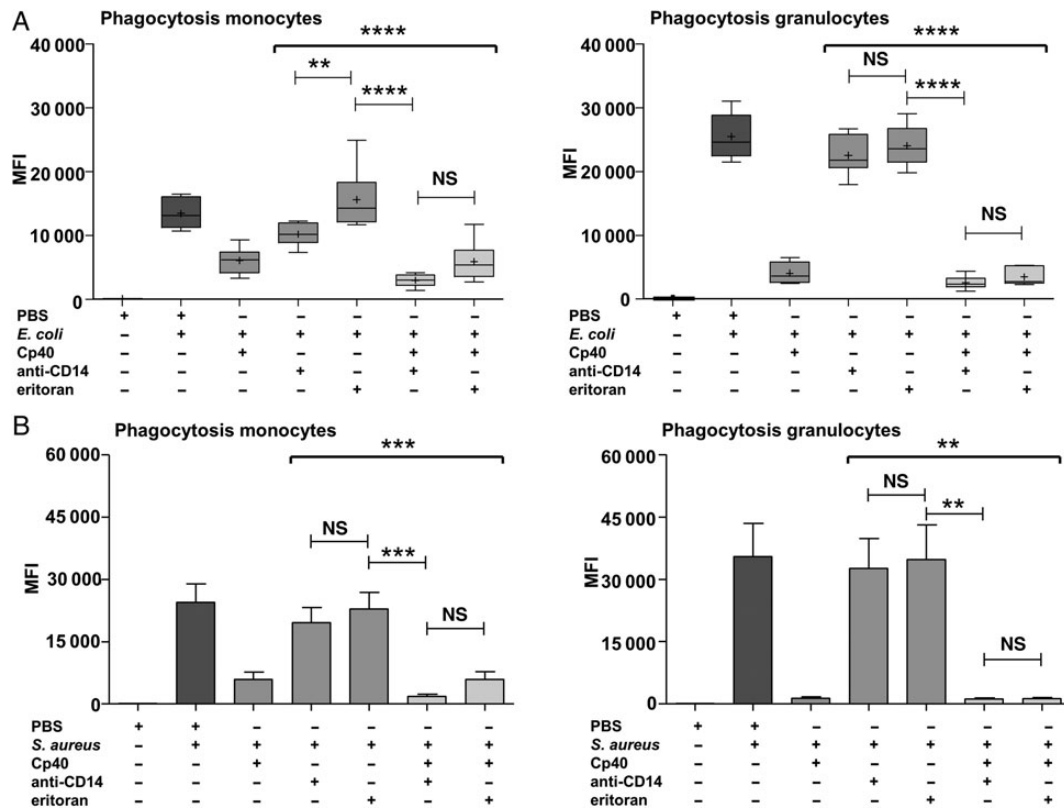 A
Phagocytosis monocytes
****
40 000
**
****
30 000
MFI
20 000
NS
10 000
0
PBS + + – – – – –
E. coli – + + + + + +
Cp40 – – + – – + +
anti-CD14 – – – + – + –
eritoran – – – – + – +
Phagocytosis granulocytes
****
40 000
NS
****
30 000
MFI
20 000
NS
10 000
0
PBS + + – – – – –
E. coli – + + + + + +
Cp40 – – + – – + +
anti-CD14 – – – + – + –
eritoran – – – – + – +
B
Phagocytosis monocytes
***
60 000
NS
45 000
***
MFI
30 000
NS
15 000
0
PBS + + – – – – –
S. aureus – + + + + + +
Cp40 – – + – – + +
anti-CD14 – – – + – + –
eritoran – – – – + – +
Phagocytosis granulocytes
**
60 000
NS
**
45 000
MFI
30 000
NS
15 000
0
PBS + + – – – – –
S. aureus – + + + + + +
Cp40 – – + – – + +
anti-CD14 – – – + – + –
eritoran – – – – + – +